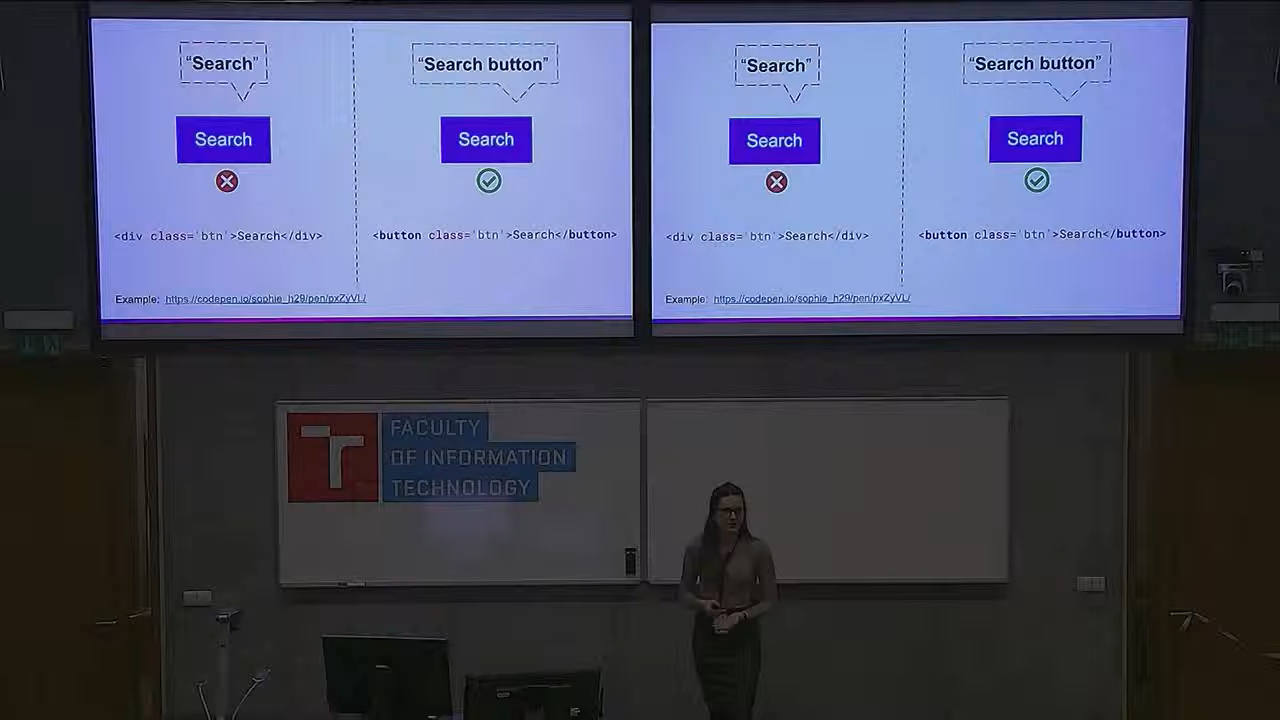 “Search”
“Search button”
Search
Search
<div class='btn'>Search</div>
<button class='btn'>Search</button>
Example: https://codepen.io/sophie_h29/pen/pxZyVL/
“Search”
“Search button”
Search
Search
<div class='btn'>Search</div>
<button class='btn'>Search</button>
Example: https://codepen.io/sophie_h29/pen/pxZyVL/
FACULTY
OF INFORMATION
TECHNOLOGY